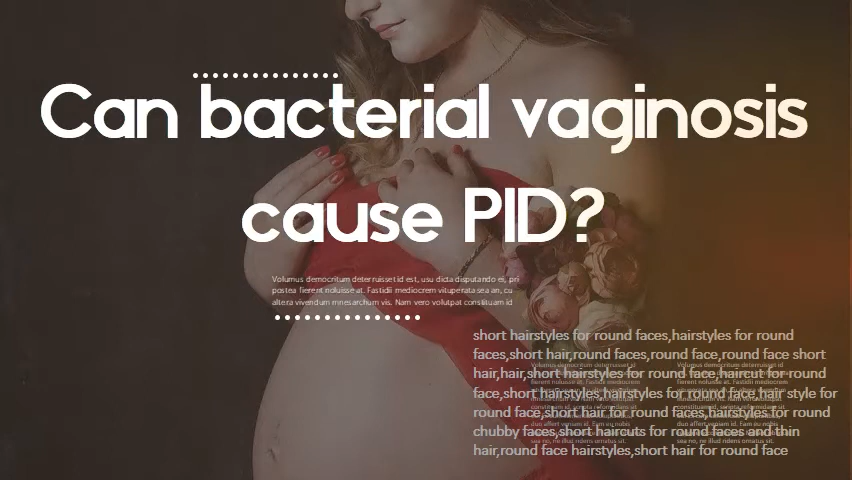 Can bacterial vaginosis
cause PID?
Volumus democritum deterruisset id est, usu dicta disputando ei, pri
postea fierent noluisse at. Fastidii mediocrem vituperata sea an, cu
altera vivendum mnesarchum vis. Nam vero volutpat constituam id
short hairstyles for round faces,hairstyles for round
faces,short hair,round faces,round face,round face short
hair,hair,short hairstyles for round face,haircut for round
face,short hairstyles,hairstyles for round face,hair style for
round face,short hair for round faces,hairstyles for round
chubby faces,short haircuts for round faces and thin
hair,round face hairstyles,short hair for round face